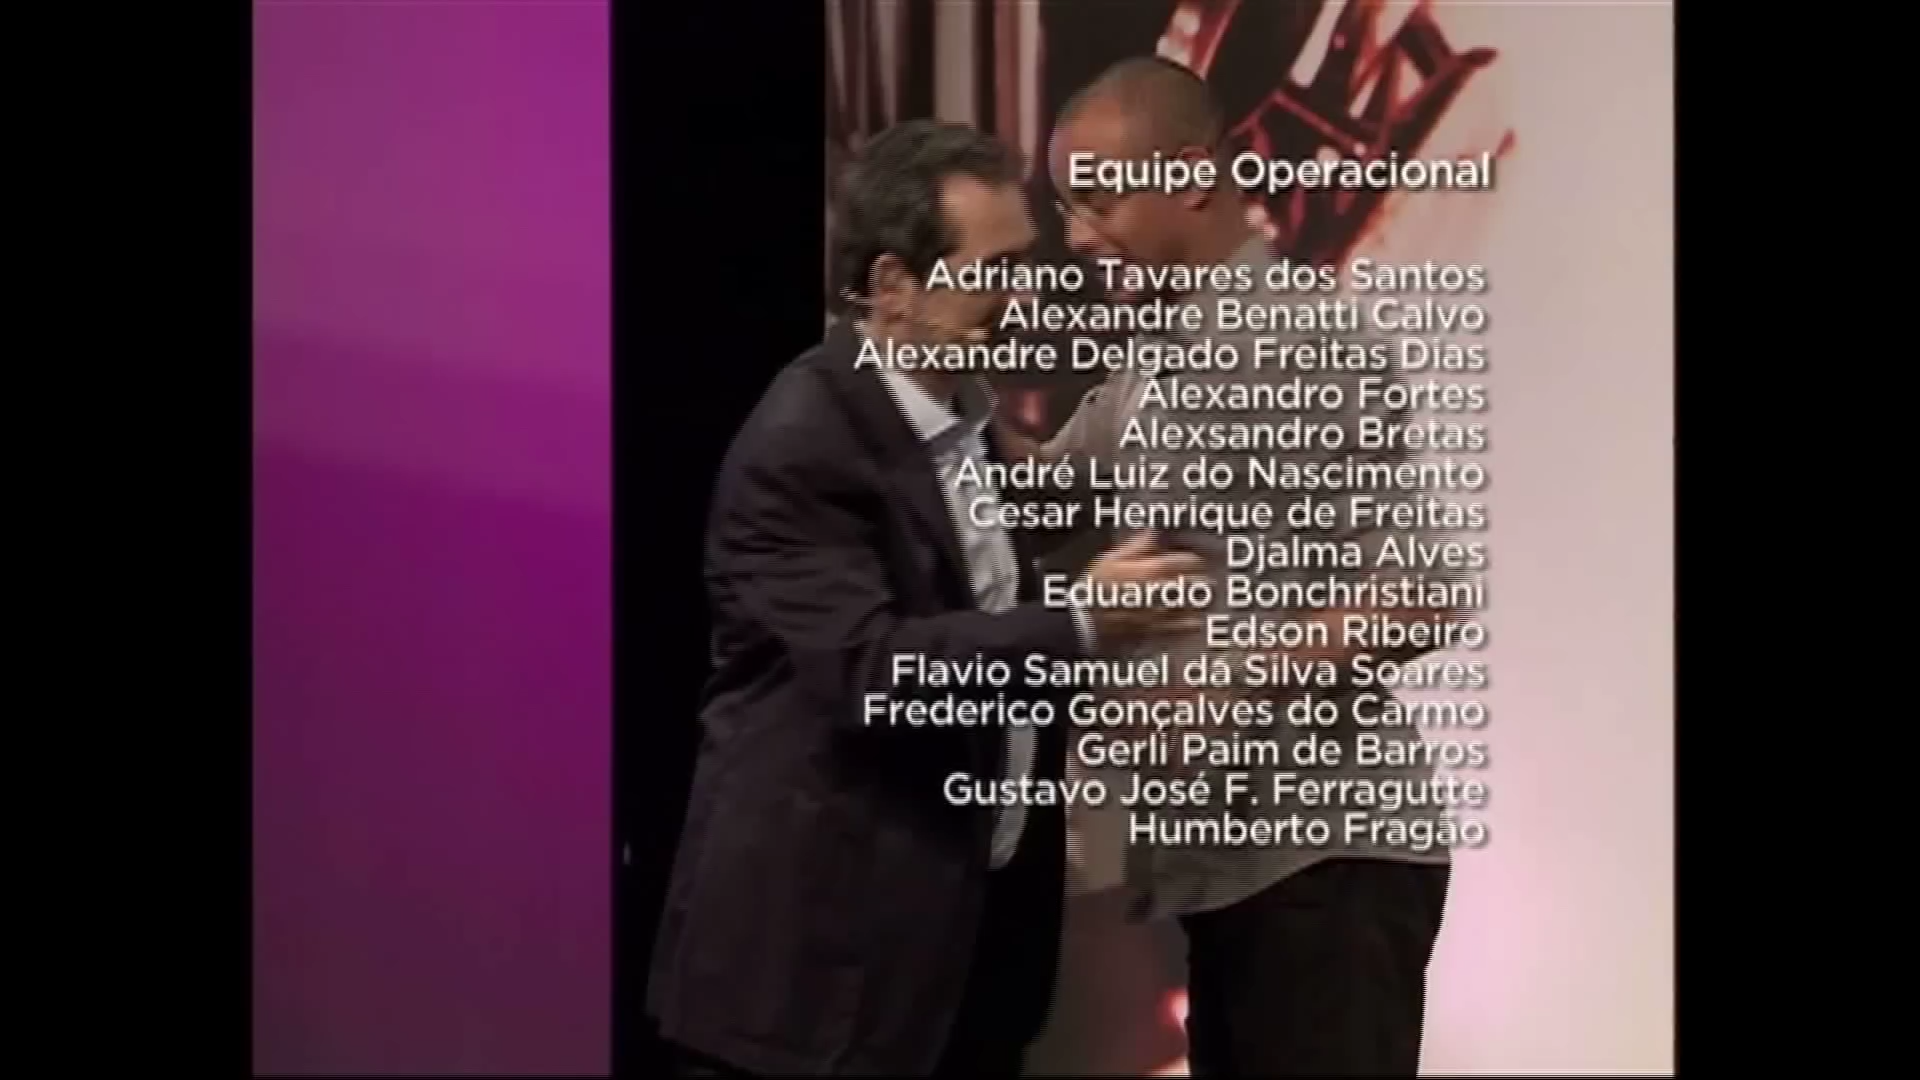 Equipe Operacional
Adriano Tavares dos Santos
Alexandre Benatti Calvo
Alexandre Delgado Freitas Dias
Alexandro Fortes
Alexsandro Bretas
André Luiz do Nascimento
Cesar Henrique de Freitas
Djalma Alves
Eduardo Bonchristiani
Edson Ribeiro
Flavio Samuel da Silva Soares
Frederico Gonçalves do Carmo
Gerli Paim de Barros
Gustavo José F. Ferragutte
Humberto Fragão